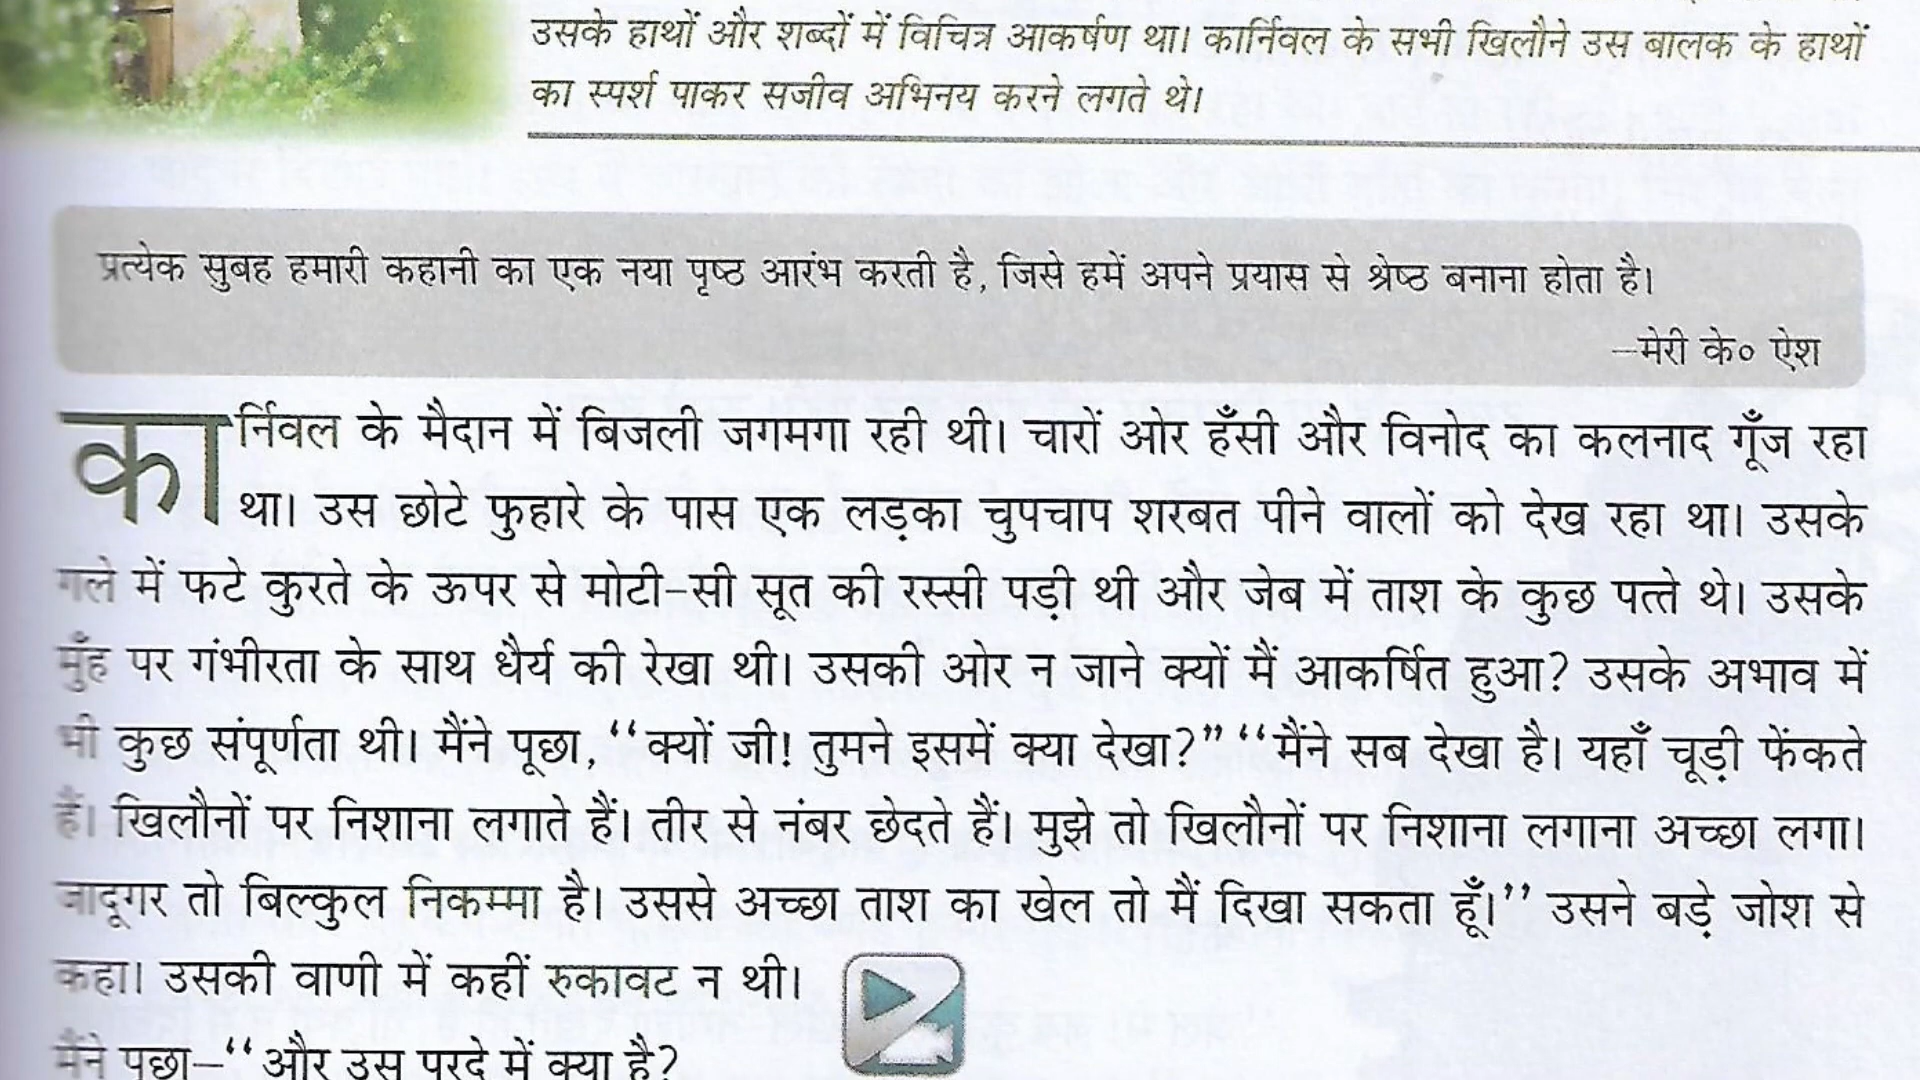 उसके हाथों और शब्दों में विचित्र आकर्षण था। कार्निवल के सभी खिलौने उस बालक के हाथों
का स्पर्श पाकर सजीव अभिनय करने लगते थे।
प्रत्येक सुबह हमारी कहानी का एक नया पृष्ठ आरंभ करती है, जिसे हमें अपने प्रयास से श्रेष्ठ बनाना होता है।
–मेरी के० ऐश
कार्निवल के मैदान में बिजली जगमगा रही थी। चारों ओर हँसी और विनोद का कलनाद गूँज रहा
था। उस छोटे फुहारे के पास एक लड़का चुपचाप शरबत पीने वालों को देख रहा था। उसके
गले में फटे कुरते के ऊपर से मोटी-सी सूत की रस्सी पड़ी थी और जेब में ताश के कुछ पत्ते थे। उसके
मुँह पर गंभीरता के साथ धैर्य की रेखा थी। उसकी ओर न जाने क्यों मैं आकर्षित हुआ? उसके अभाव में
भी कुछ संपूर्णता थी। मैंने पूछा, “क्यों जी! तुमने इसमें क्या देखा?” “मैंने सब देखा है। यहाँ चूड़ी फेंकते
हैं। खिलौनों पर निशाना लगाते हैं। तीर से नंबर छेदते हैं। मुझे तो खिलौनों पर निशाना लगाना अच्छा लगा।
जादूगर तो बिल्कुल निकम्मा है। उससे अच्छा ताश का खेल तो मैं दिखा सकता हूँ।” उसने बड़े जोश से
कहा। उसकी वाणी में कहीं रुकावट न थी।
मैंने पूछा–“और उस परदे में क्या है?